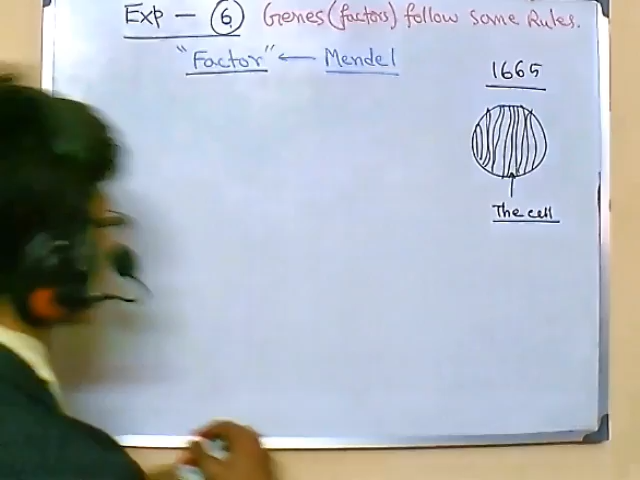 Exp - 6 Genes (factors) follow some Rules.
"Factor" ← Mendel
1665
The cell